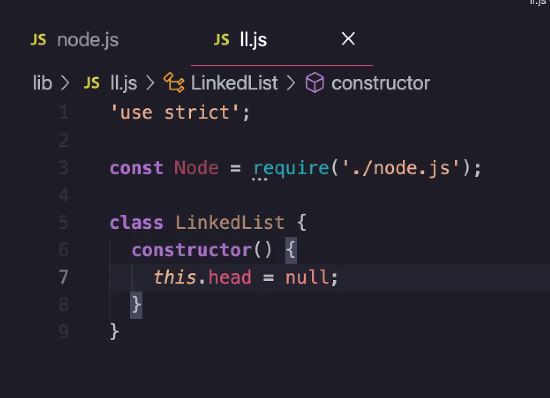 ll.js
JS node.js JS ll.js ×
lib > JS ll.js > LinkedList > constructor
1 'use strict';
2
3 const Node = require('./node.js');
4
5 class LinkedList {
6 constructor() {
7 this.head = null;
8 }
9 }